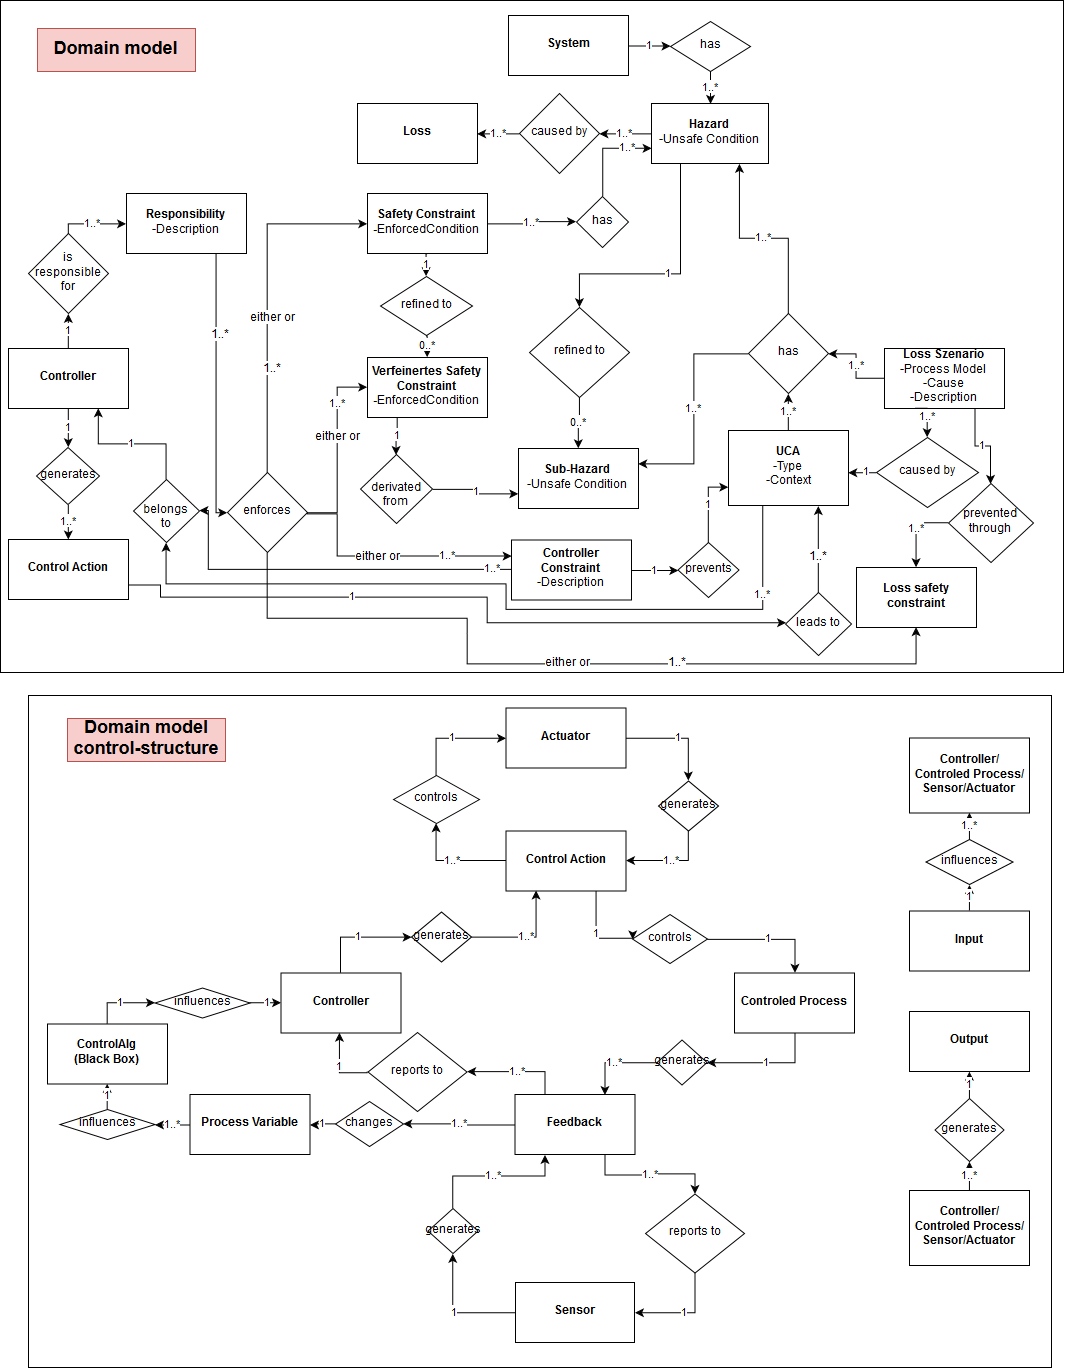 Domain model
System
1
has
1..*
Hazard
-Unsafe Condition
1..*
caused by
1..*
Loss
1..*
Responsibility
-Description
1..*
is
responsible
for
1
Controller
1
generates
1..*
Control Action
Safety Constraint
-EnforcedCondition
1..*
has
1
refined to
0..*
Verfeinertes Safety
Constraint
-EnforcedCondition
1
derivated
from
1
either or
1..*
1..*
1..*
either or
enforces
belongs
to
1
1
refined to
0..*
Sub-Hazard
-Unsafe Condition
1..*
has
1..*
1..*
1..*
Loss Szenario
-Process Model
-Cause
-Description
UCA
-Type
-Context
1..*
caused by
1
1
prevented
through
1..*
Loss safety
constraint
either or
1..*
1..*
Controller
Constraint
-Description
1
prevents
1
1..*
1
1..*
leads to
either or
1..*
Domain model
control-structure
Actuator
1
controls
1..*
1
generates
1..*
Control Action
1
generates
1..*
1
controls
1
Controller
Controled Process
1
influences
1
ControlAlg
(Black Box)
1
influences
1..*
Process Variable
1
changes
1..*
1
reports to
1..*
Feedback
1..*
generates
1
1..*
generates
1
1..*
reports to
1
Sensor
Controller/
Controled Process/
Sensor/Actuator
1..*
influences
1
Input
Output
1
generates
1..*
Controller/
Controled Process/
Sensor/Actuator